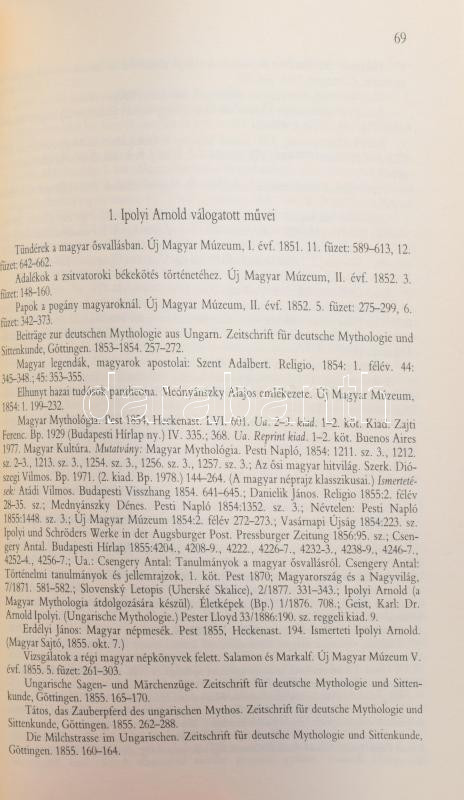 69
1. Ipolyi Arnold válogatott művei
Tündérek a magyar ősvallásban. Új Magyar Múzeum, I. évf. 1851. 11. füzet: 589–613, 12.
füzet: 642–662.
Adalékok a zsitvatoroki békekötés történetéhez. Új Magyar Múzeum, II. évf. 1852. 3.
füzet: 148–160.
Papok a pogány magyaroknál. Új Magyar Múzeum, II. évf. 1852. 5. füzet: 275–299, 6.
füzet: 342–373.
Beiträge zur deutschen Mythologie aus Ungarn. Zeitschrift für deutsche Mythologie und
Sittenkunde, Göttingen. 1853–1854. 257–272.
Magyar legendák, magyarok apostolai: Szent Adalbert. Religio, 1854: 1. félév. 44:
345–348.; 45: 353–355.
Elhunyt hazai tudósok pantheona. Mednyánszky Alajos emlékezete. Új Magyar Múzeum,
1854: 1. 199–232.
Magyar Mythologia. Pest 1854, Heckenast. LVI. 601. Ua. 2–3. kiad. 1–2. köt. Kiad: Zajti
Ferenc. Bp. 1929 (Budapesti Hírlap ny.) IV. 335.; 368. Ua. Reprint kiad. 1–2. köt. Buenos Aires
1977. Magyar Kultúra. Mutatvány: Magyar Mythologia. Pesti Napló, 1854: 1211. sz. 3., 1212.
sz. 2–3., 1213. sz. 3., 1254. sz. 3., 1256. sz. 3., 1257. sz. 3.; Az ősi magyar hitvilág. Szerk. Dió-
szegi Vilmos. Bp. 1971. (2. kiad. Bp. 1978.) 144–264. (A magyar néprajz klasszikusai.) Ismerteté-
sek: Atádi Vilmos. Budapesti Visszhang 1854. 641–645.; Danielik János. Religio 1855:2. félév
28–35. sz.; Mednyánszky Dénes. Pesti Napló 1854:1352. sz. 3.; Névtelen: Pesti Napló
1855:1448. sz. 3.; Új Magyar Múzeum 1854:2. félév 272–273.; Vasárnapi Újság 1854:223. sz.
Ipolyi und Schröders Werke in der Augsburger Post. Pressburger Zeitung 1856:95. sz.; Csen-
gery Antal. Budapesti Hírlap 1855:4204., 4208–9., 4222., 4226–7., 4232–3., 4238–9., 4246–7.,
4252–4., 4256–7.; Ua.: Csengery Antal: Tanulmányok a magyar ősvallásról. Csengery Antal:
Történelmi tanulmányok és jellemrajzok, 1. köt. Pest 1870; Magyarország és a Nagyvilág,
7/1871. 581–582.; Slovenský Letopis (Uherské Skalice), 2/1877. 331–343.; Ipolyi Arnold (a
Magyar Mythologia átdolgozására készül). Életképek (Bp.) 1/1876. 708.; Geist, Karl: Dr.
Arnold Ipolyi. (Ungarische Mythologie.) Pester Lloyd 33/1886:190. sz. reggeli kiad. 9.
Erdélyi János: Magyar népmesék. Pest 1855, Heckenast. 194. Ismerteti Ipolyi Arnold.
(Magyar Sajtó, 1855. okt. 7.)
Vizsgálatok a régi magyar népkönyvek felett. Salamon és Markalf. Új Magyar Múzeum V.
évf. 1855. 5. füzet: 261–303.
Ungarische Sagen- und Märchenzüge. Zeitschrift für deutsche Mythologie und Sitten-
kunde, Göttingen. 1855. 165–170.
Tátos, das Zauberpferd des ungarischen Mythos. Zeitschrift für deutsche Mythologie und
Sittenkunde, Göttingen. 1855. 262–288.
Die Milchstrasse im Ungarischen. Zeitschrift für deutsche Mythologie und Sittenkunde,
Göttingen. 1855. 160–164.